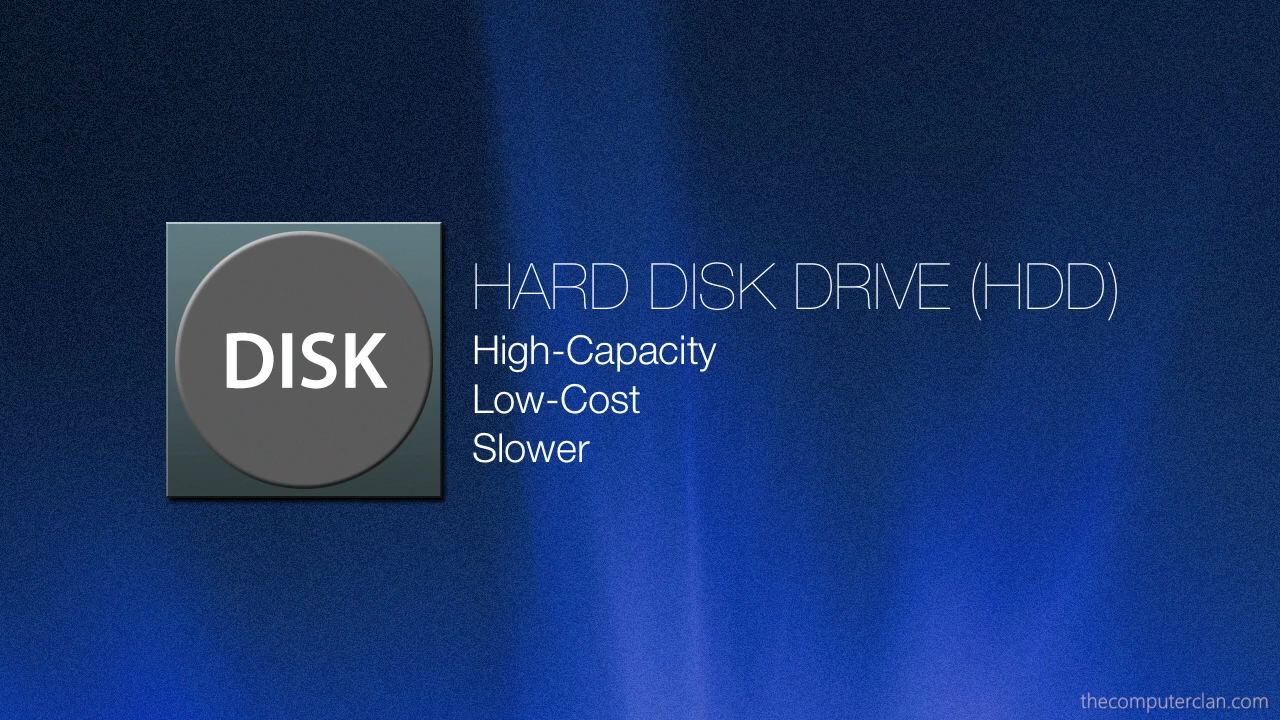 DISK
HARD DISK DRIVE (HDD)
High-Capacity
Low-Cost
Slower
thecomputerclan.com